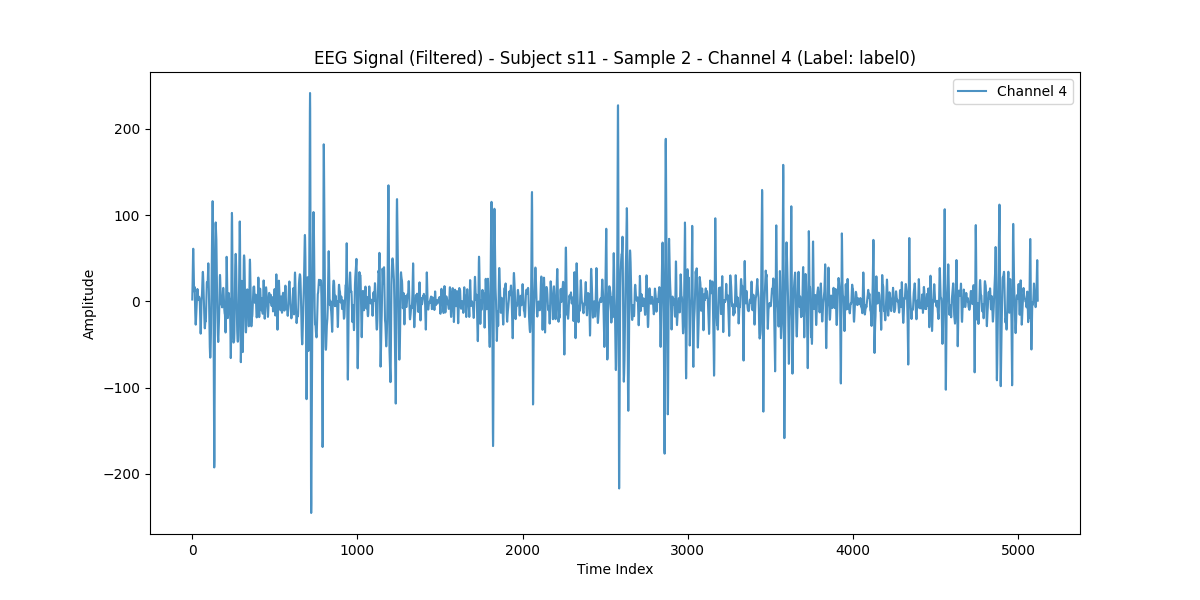 EEG Signal (Filtered) - Subject s11 - Sample 2 - Channel 4 (Label: label0)
Channel 4
200
100
0
−100
−200
Amplitude
0 1000 2000 3000 4000 5000
Time Index